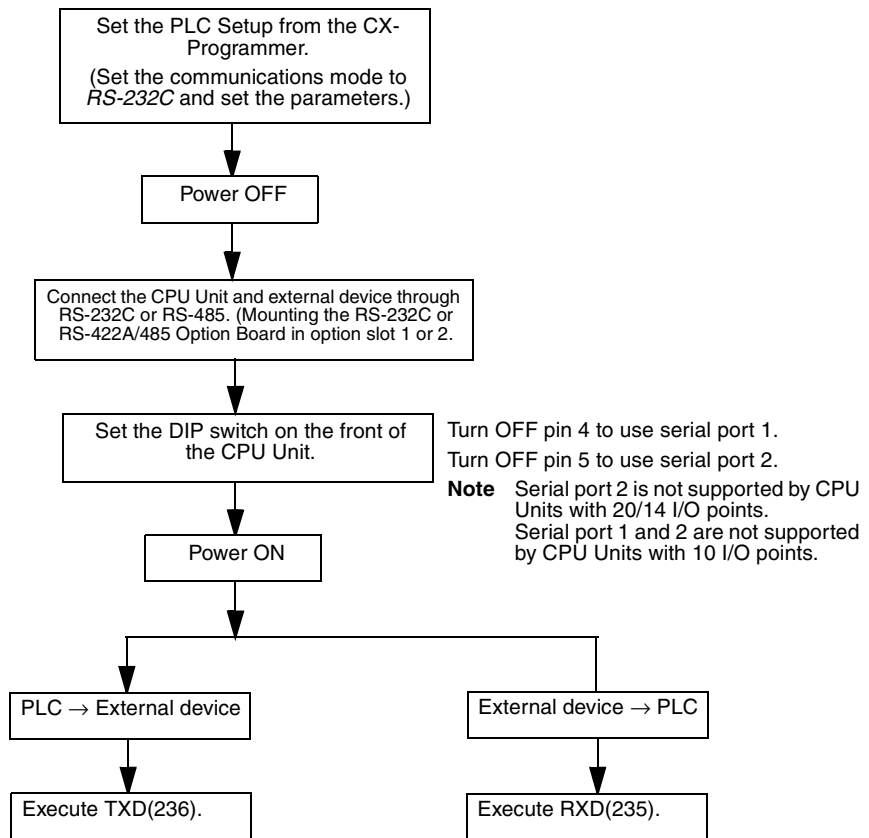 Set the PLC Setup from the CX-
Programmer.
(Set the communications mode to
RS-232C and set the parameters.)
Power OFF
Connect the CPU Unit and external device through
RS-232C or RS-485. (Mounting the RS-232C or
RS-422A/485 Option Board in option slot 1 or 2.
Set the DIP switch on the front of
the CPU Unit.
Turn OFF pin 4 to use serial port 1.
Turn OFF pin 5 to use serial port 2.
Note Serial port 2 is not supported by CPU
Units with 20/14 I/O points.
Serial port 1 and 2 are not supported
by CPU Units with 10 I/O points.
Power ON
PLC → External device
External device → PLC
Execute TXD(236).
Execute RXD(235).